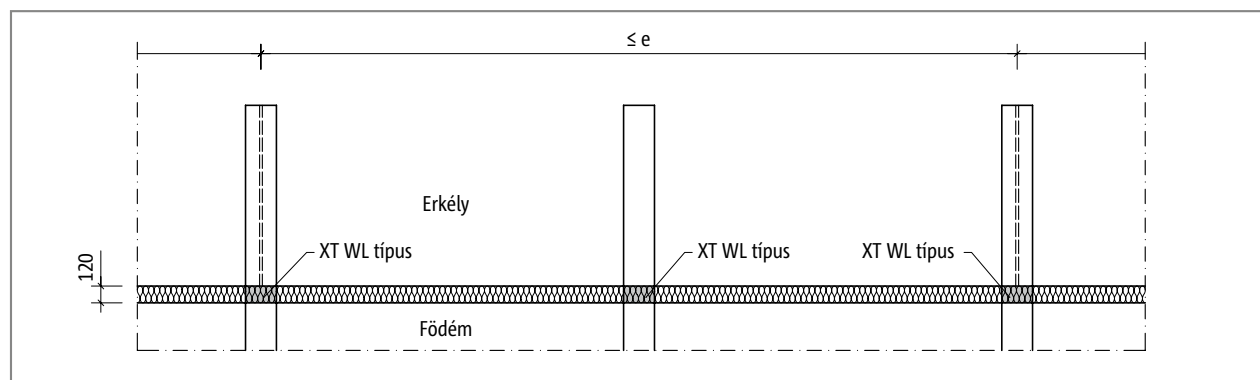 ≤ e
Erkély
XT WL típus
XT WL típus
XT WL típus
120
Födém